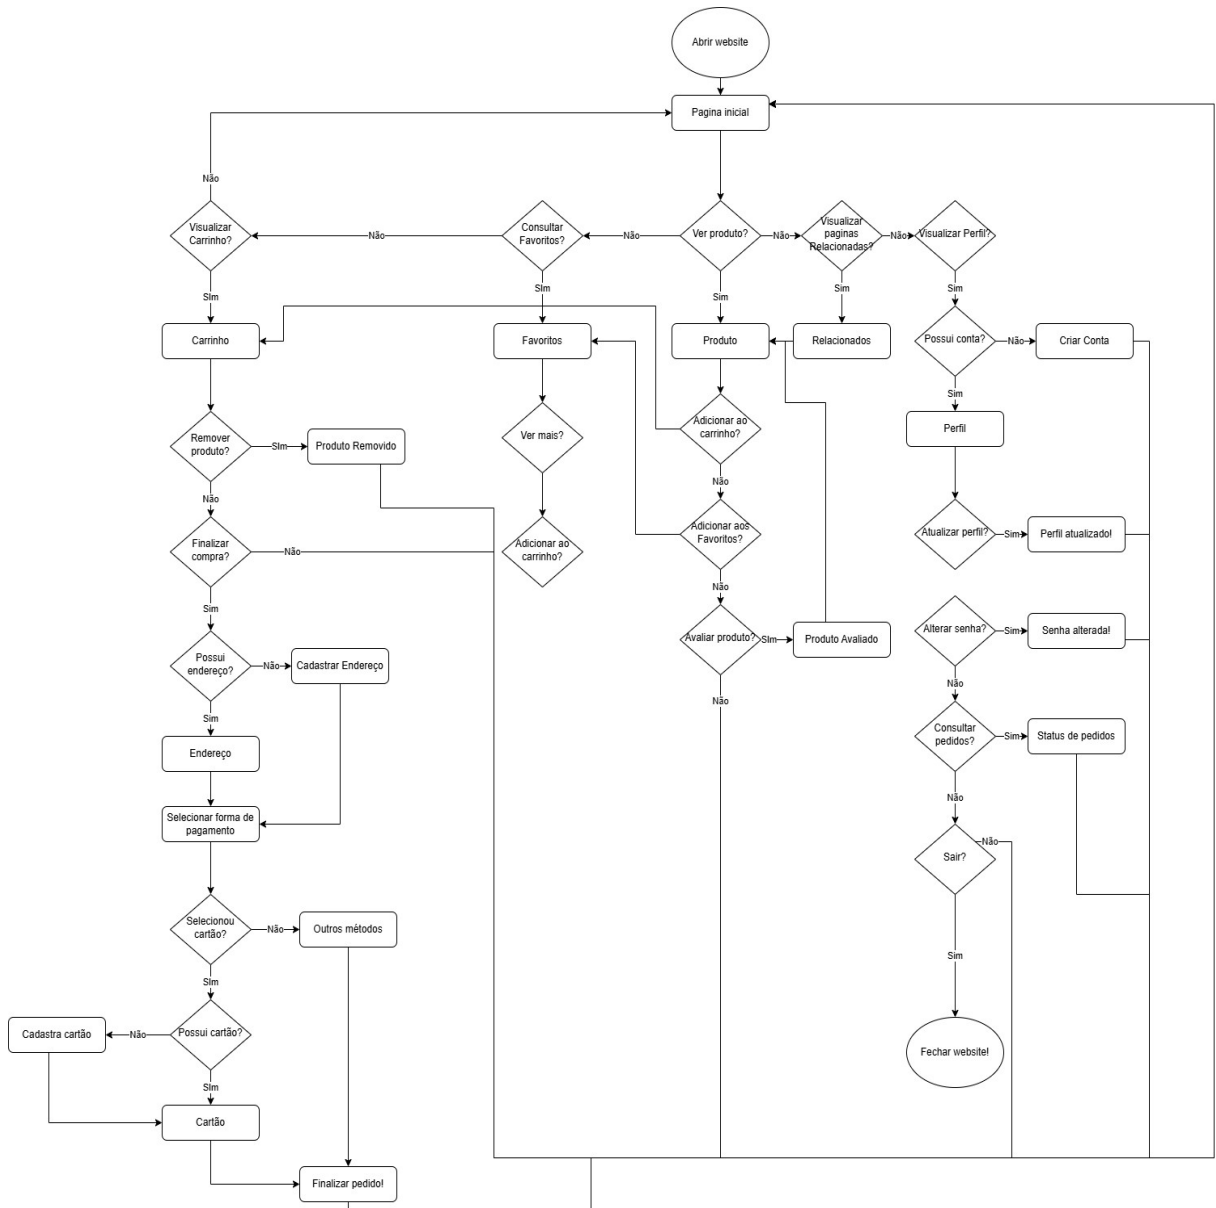 Abrir website
Pagina inicial
Não
Visualizar
Carrinho?
Não
Consultar
Favoritos?
Não
Ver produto?
Não
Visualizar
paginas
Relacionadas?
Não
Visualizar Perfil?
SIm
SIm
Sim
Sim
Sim
Carrinho
Favoritos
Produto
Relacionados
Possui conta?
Não
Criar Conta
Sim
Remover
produto?
SIm
Produto Removido
Ver mais?
Adicionar ao
carrinho?
Perfil
Não
Não
Finalizar
compra?
Não
Adicionar ao
carrinho?
Adicionar aos
Favoritos?
Atualizar perfil?
Sim
Perfil atualizado!
Não
Sim
Possui
endereço?
Não
Cadastrar Endereço
Avaliar produto?
SIm
Produto Avaliado
Alterar senha?
Sim
Senha alterada!
Não
Não
Sim
Endereço
Consultar
pedidos?
Sim
Status de pedidos
Não
Selecionar forma de
pagamento
Sair?
Não
Selecionou
cartão?
Não
Outros métodos
Sim
SIm
Possui cartão?
Não
Cadastra cartão
Fechar website!
SIm
Cartão
Finalizar pedido!